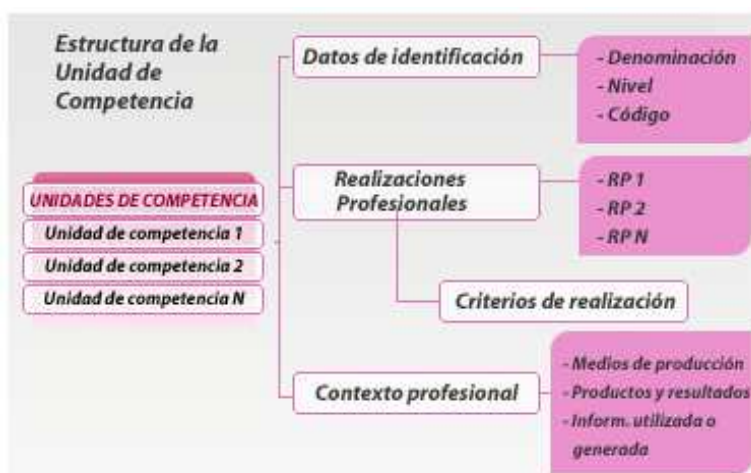 Estructura de la
Unidad de
Competencia
UNIDADES DE COMPETENCIA
Unidad de competencia 1
Unidad de competencia 2
Unidad de competencia N
Datos de identificación
- Denominación
- Nivel
- Código
Realizaciones
Profesionales
- RP 1
- RP 2
- RP N
Criterios de realización
Contexto profesional
- Medios de producción
- Productos y resultados
- Inform. utilizada o
generada